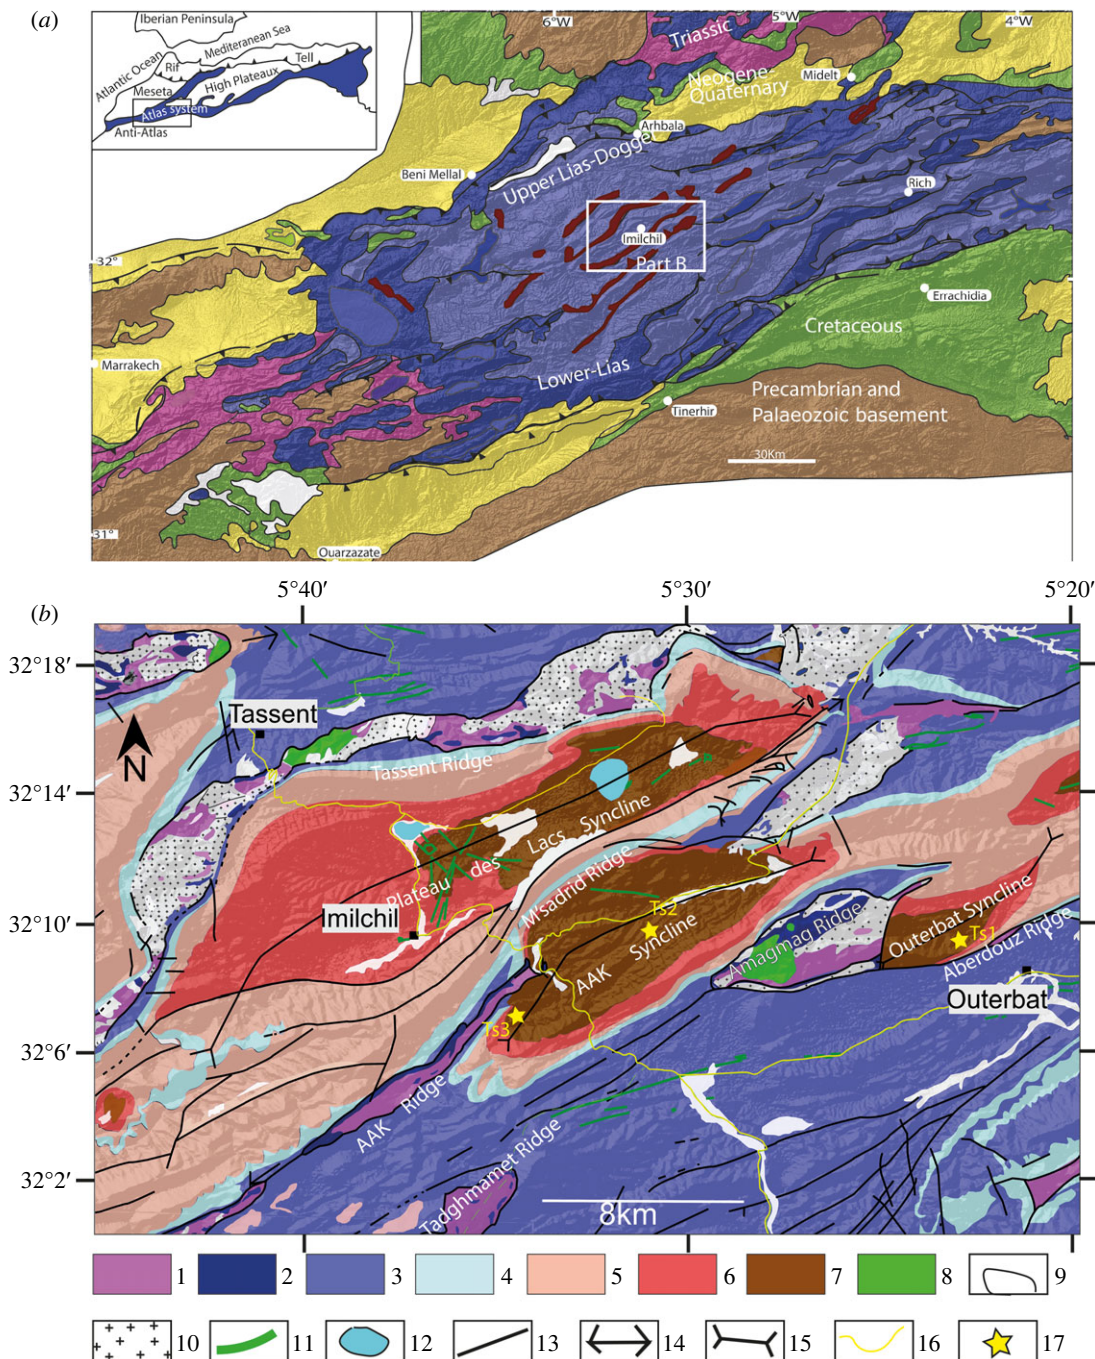 (a)
6°W
5°W
4°W
Iberian Peninsula
Mediteranean Sea
Atlantic Ocean
Rif
Tell
High Plateaux
Meseta
Atlas system
Anti-Atlas
Triassic
Neogene-
Quaternary
Midelt
Arhbala
Upper Lias-Dogger
Beni Mellal
Rich
Imilchil
Part B
32°
Errachidia
Cretaceous
Marrakech
Lower-Lias
Precambrian and
Palaeozoic basement
Tinerhir
30Km
31°
Ouarzazate
(b)
5°40′
5°30′
5°20′
32°18′
32°14′
32°10′
32°6′
32°2′
N
Tassent
Tassent Ridge
Plateau des Lacs Syncline
Imilchil
M'sadrid Ridge
Ts2
AAK Syncline
Ts3
Amagmag Ridge
Outerbat Syncline
Ts1
Aberdouz Ridge
Outerbat
AAK Ridge
Tadghmamet Ridge
8km
1
2
3
4
5
6
7
8
9
10
11
12
13
14
15
16
17